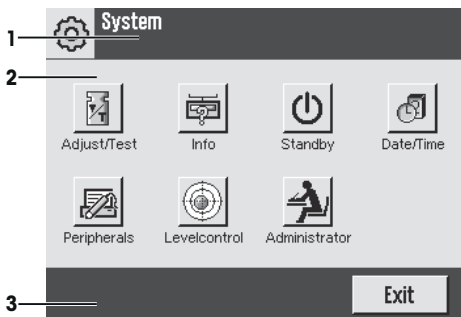 System
1
2
Adjust/Test Info Standby Date/Time
Peripherals Levelcontrol Administrator
3
Exit